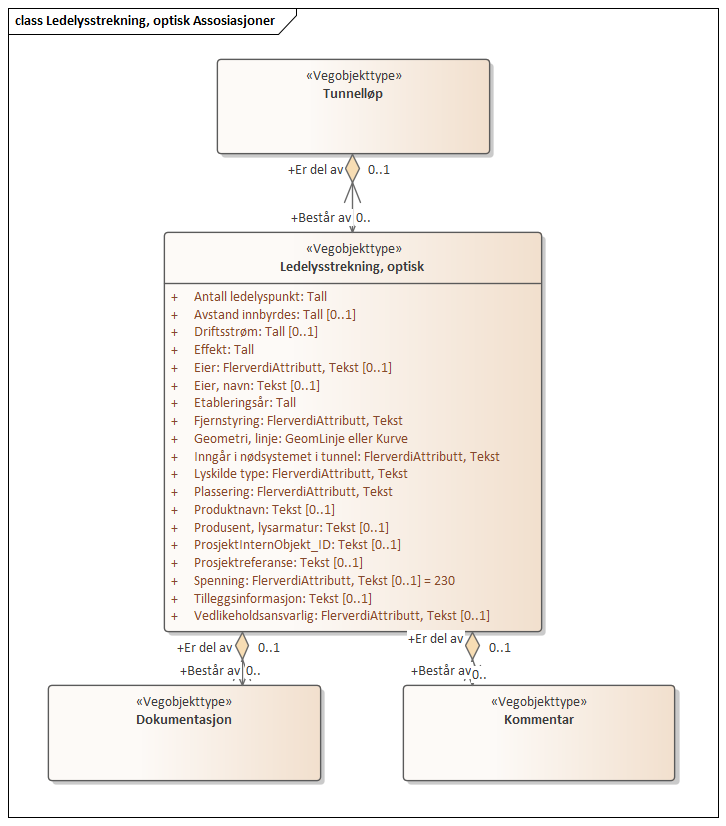 class Ledelysstrekning, optisk Assosiasjoner
«Vegobjekttype»
Tunnelløp
+Er del av 0..1
+Består av 0..
«Vegobjekttype»
Ledelysstrekning, optisk
+ Antall ledelyspunkt: Tall
+ Avstand innbyrdes: Tall [0..1]
+ Driftsstrøm: Tall [0..1]
+ Effekt: Tall
+ Eier: FlerverdiAttributt, Tekst [0..1]
+ Eier, navn: Tekst [0..1]
+ Etableringsår: Tall
+ Fjernstyring: FlerverdiAttributt, Tekst
+ Geometri, linje: GeomLinje eller Kurve
+ Inngår i nødsystemet i tunnel: FlerverdiAttributt, Tekst
+ Lyskilde type: FlerverdiAttributt, Tekst
+ Plassering: FlerverdiAttributt, Tekst
+ Produktnavn: Tekst [0..1]
+ Produsent, lysarmatur: Tekst [0..1]
+ ProsjektInternObjekt_ID: Tekst [0..1]
+ Prosjektreferanse: Tekst [0..1]
+ Spenning: FlerverdiAttributt, Tekst [0..1] = 230
+ Tilleggsinformasjon: Tekst [0..1]
+ Vedlikeholdsansvarlig: FlerverdiAttributt, Tekst [0..1]
+Er del av 0..1
+Består av 0..
+Er del av 0..1
+Består av 0..
«Vegobjekttype»
Dokumentasjon
«Vegobjekttype»
Kommentar